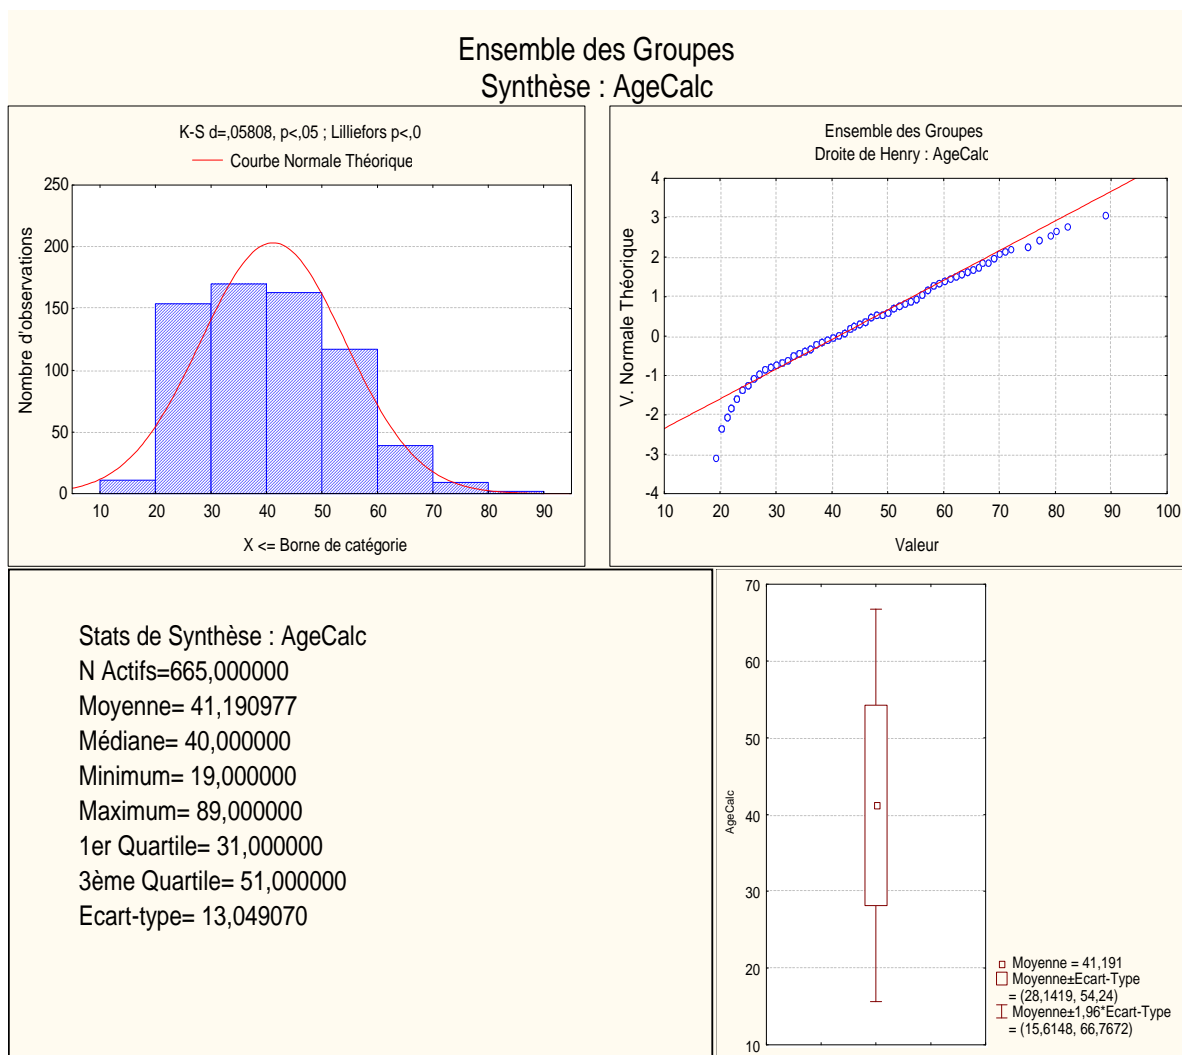 Ensemble des Groupes
Synthèse : AgeCalc
K-S d=,05808, p<,05 ; Lilliefors p<,0
Courbe Normale Théorique
Nombre d'observations
250
200
150
100
50
0
10 20 30 40 50 60 70 80 90
X <= Borne de catégorie
Ensemble des Groupes
Droite de Henry : AgeCalc
V. Normale Théorique
4
3
2
1
0
-1
-2
-3
-4
10 20 30 40 50 60 70 80 90 100
Valeur
Stats de Synthèse : AgeCalc
N Actifs=665,000000
Moyenne= 41,190977
Médiane= 40,000000
Minimum= 19,000000
Maximum= 89,000000
1er Quartile= 31,000000
3ème Quartile= 51,000000
Ecart-type= 13,049070
AgeCalc
70
60
50
40
30
20
10
Moyenne = 41,191
Moyenne±Ecart-Type
= (28,1419, 54,24)
Moyenne±1,96*Ecart-Type
= (15,6148, 66,7672)